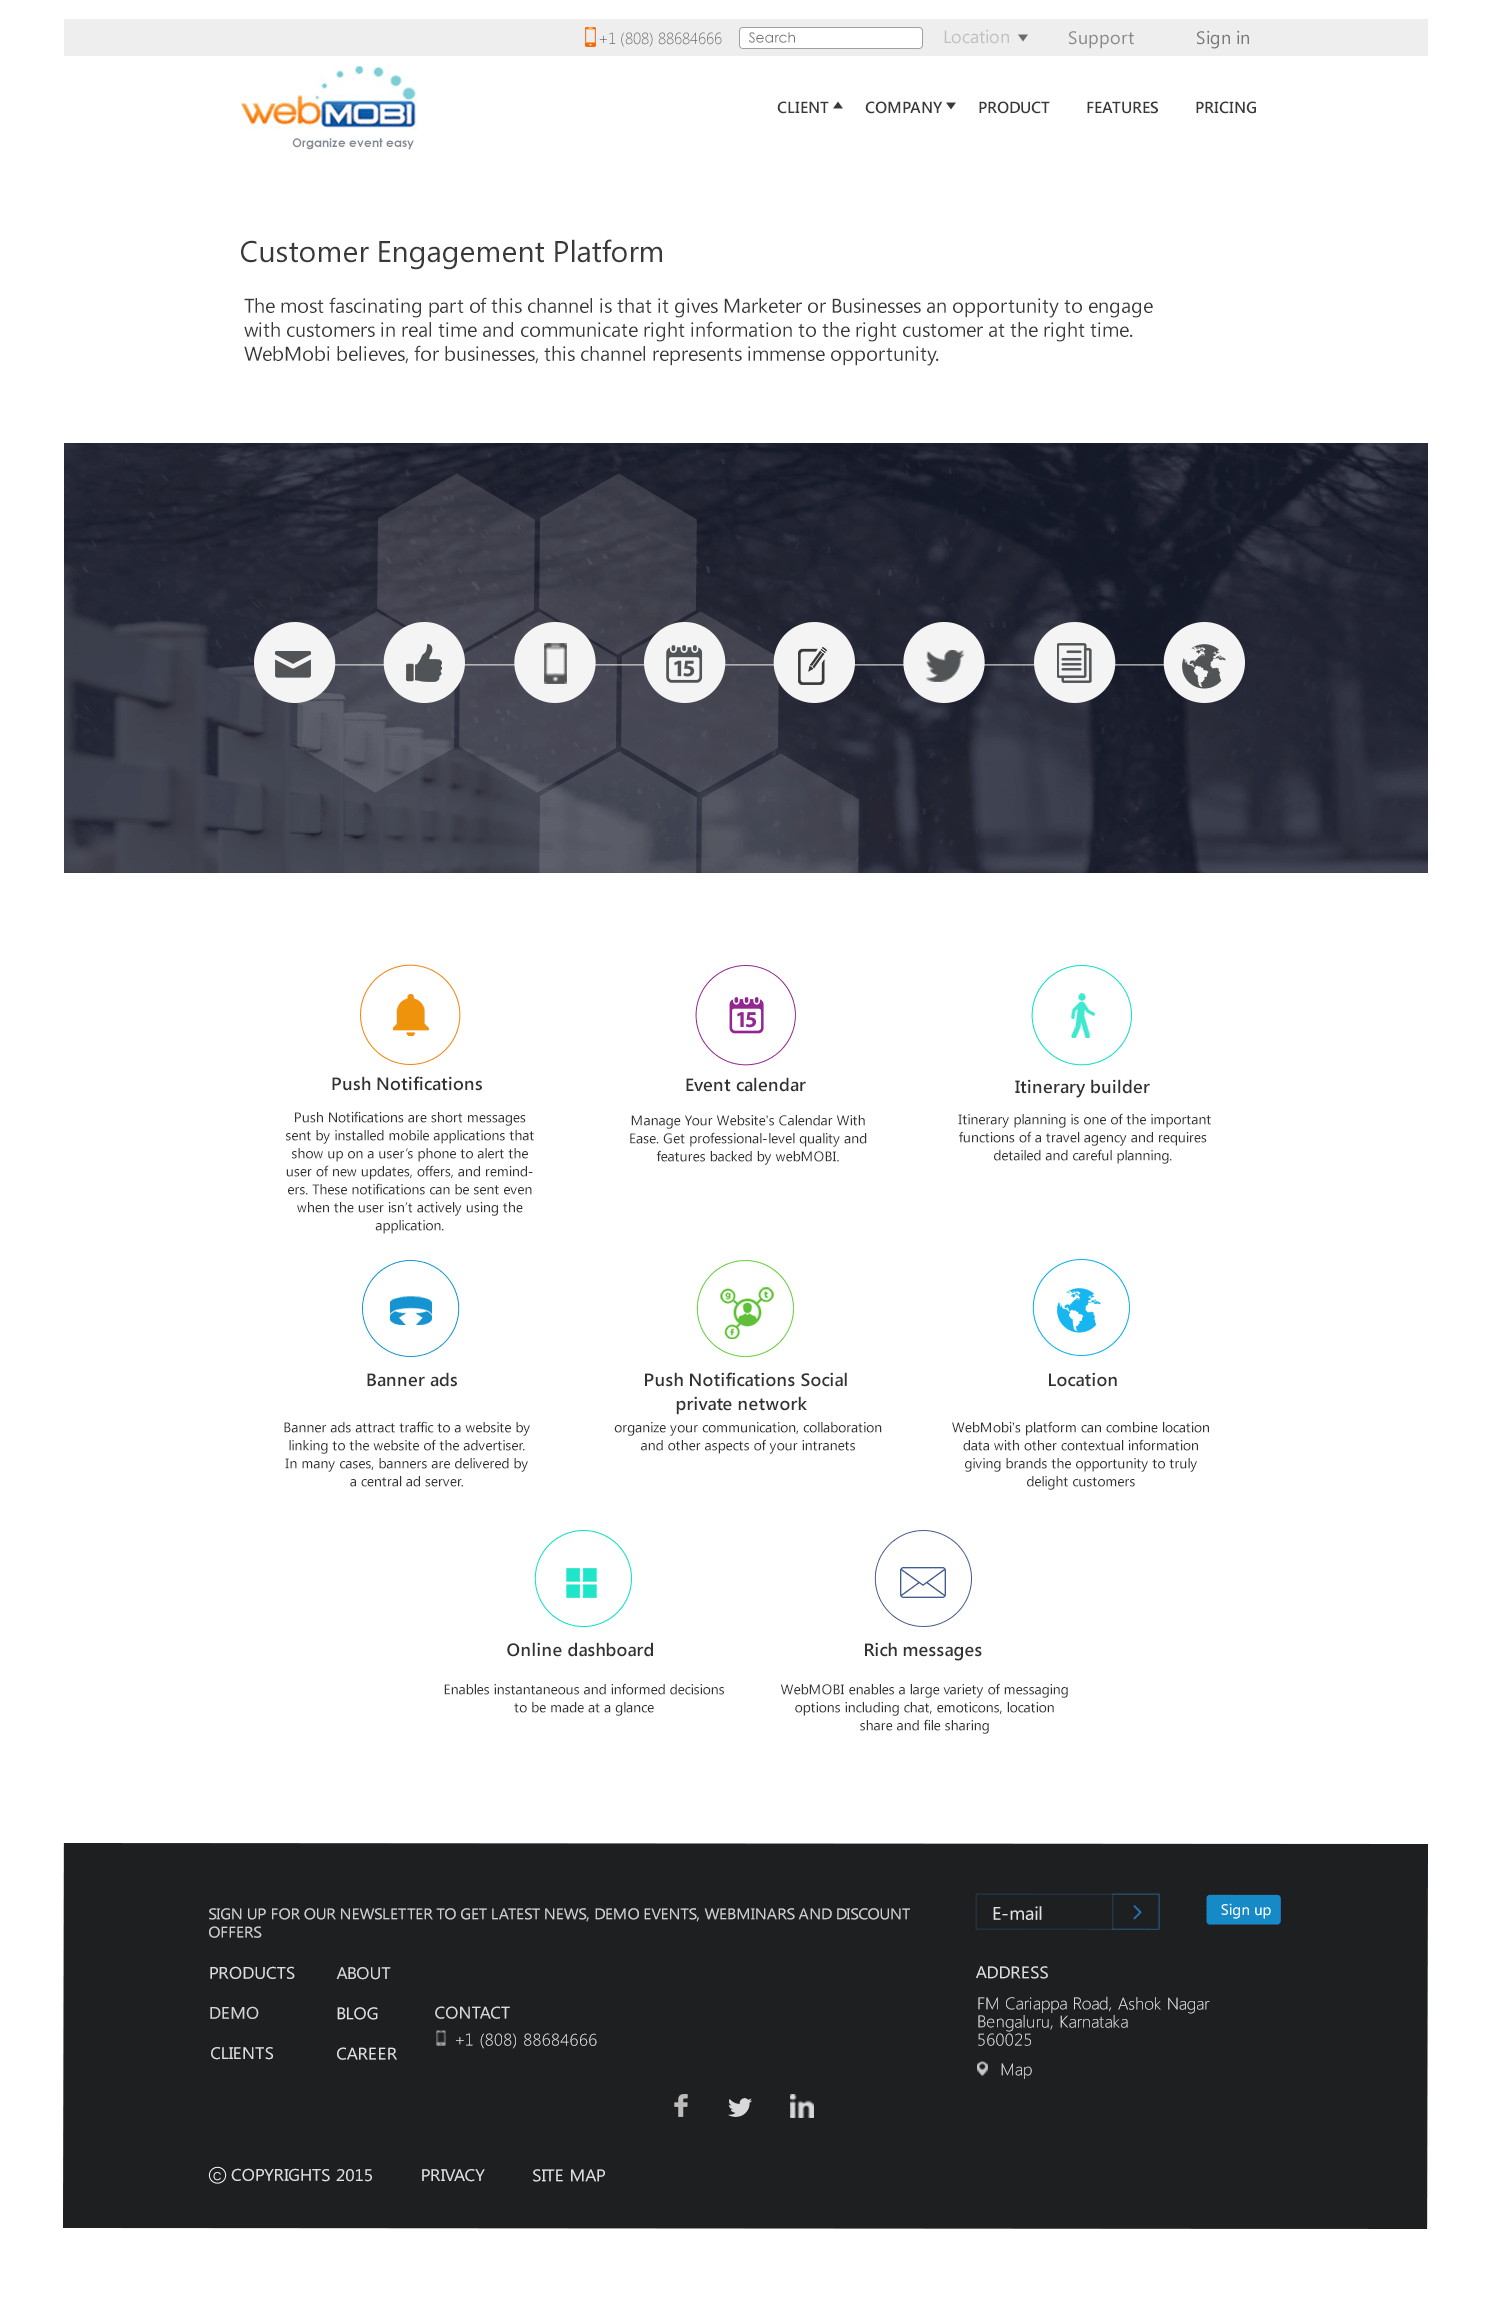 +1 (808) 88684666 Search Location Support Sign in
webMOBi
Organize event easy
CLIENT COMPANY PRODUCT FEATURES PRICING
Customer Engagement Platform
The most fascinating part of this channel is that it gives Marketer or Businesses an opportunity to engage
with customers in real time and communicate right information to the right customer at the right time.
WebMobi believes, for businesses, this channel represents immense opportunity.
15
15
Push Notifications
Push Notifications are short messages
sent by installed mobile applications that
show up on a user's phone to alert the
user of new updates, offers, and remind-
ers. These notifications can be sent even
when the user isn't actively using the
application.
Event calendar
Manage Your Website's Calendar With
Ease. Get professional-level quality and
features backed by webMOBI.
Itinerary builder
Itinerary planning is one of the important
functions of a travel agency and requires
detailed and careful planning.
Banner ads
Banner ads attract traffic to a website by
linking to the website of the advertiser.
In many cases, banners are delivered by
a central ad server.
g t
f
Push Notifications Social
private network
organize your communication, collaboration
and other aspects of your intranets
Location
WebMobi's platform can combine location
data with other contextual information
giving brands the opportunity to truly
delight customers
Online dashboard
Enables instantaneous and informed decisions
to be made at a glance
Rich messages
WebMOBI enables a large variety of messaging
options including chat, emoticons, location
share and file sharing
SIGN UP FOR OUR NEWSLETTER TO GET LATEST NEWS, DEMO EVENTS, WEBMINARS AND DISCOUNT
OFFERS
E-mail
Sign up
PRODUCTS ABOUT
DEMO BLOG
CLIENTS CAREER
CONTACT
+1 (808) 88684666
ADDRESS
FM Cariappa Road, Ashok Nagar
Bengaluru, Karnataka
560025
Map
f in
© COPYRIGHTS 2015 PRIVACY SITE MAP